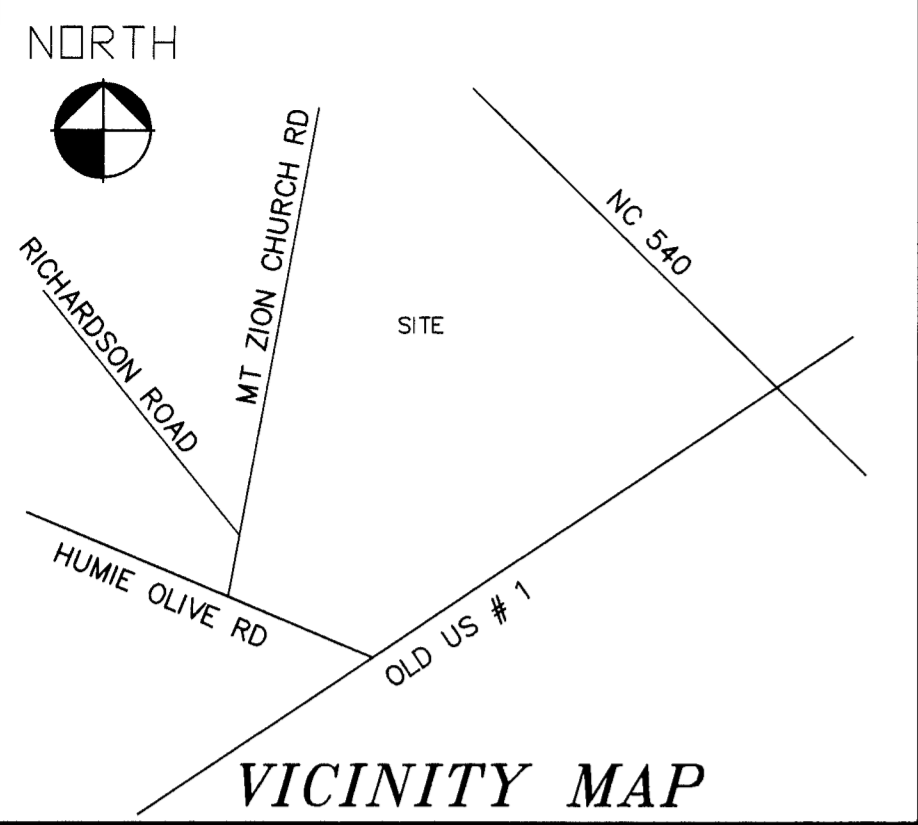 NORTH
MT ZION CHURCH RD
NC 540
RICHARDSON ROAD
SITE
HUMIE OLIVE RD
OLD US # 1
VICINITY MAP